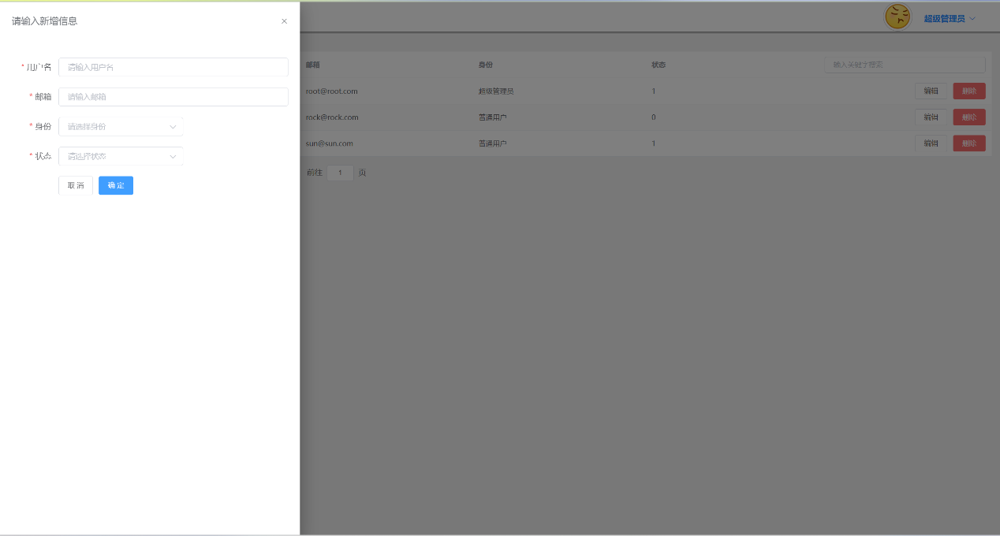 请输入新增信息
超级管理员
* 用户名 请输入用户名
* 邮箱 请输入邮箱
* 身份 请选择身份
* 状态 请选择状态
取 消 确 定
邮箱 身份 状态 输入关键字搜索
root@root.com 超级管理员 1 编辑 删除
rock@rock.com 普通用户 0 编辑 删除
sun@sun.com 普通用户 1 编辑 删除
前往 1 页